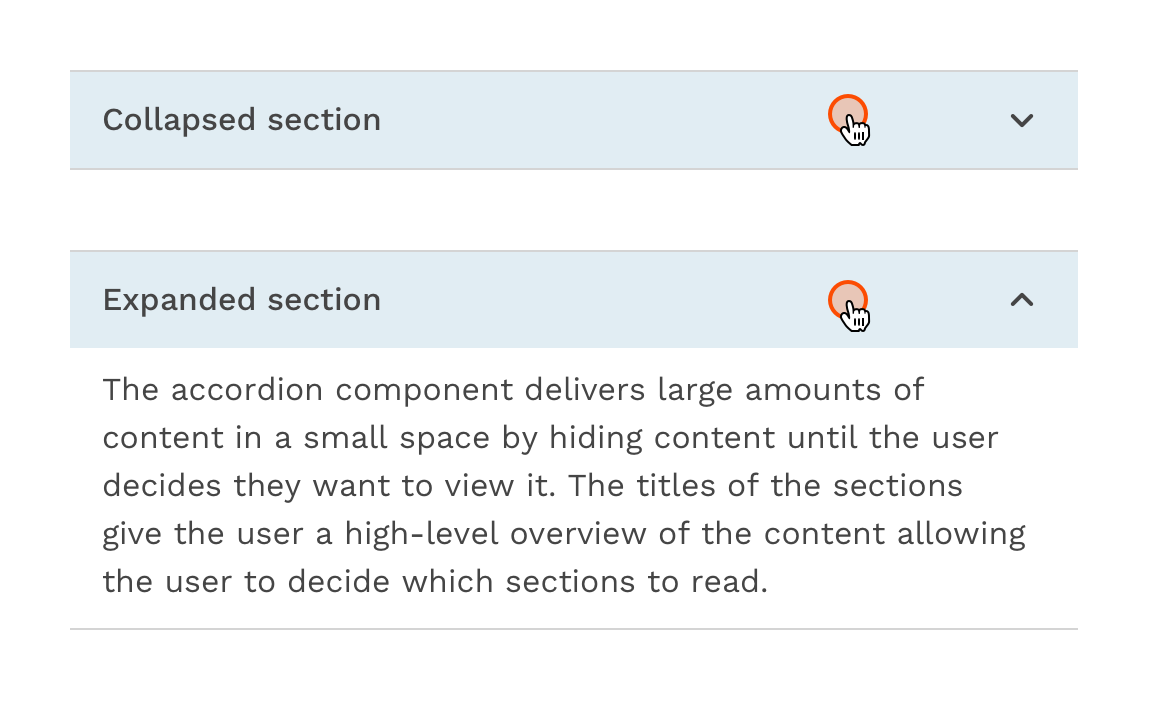 Collapsed section
Expanded section
The accordion component delivers large amounts of
content in a small space by hiding content until the user
decides they want to view it. The titles of the sections
give the user a high-level overview of the content allowing
the user to decide which sections to read.